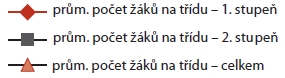 prům. počet žáků na třídu – 1. stupeň
prům. počet žáků na třídu – 2. stupeň
prům. počet žáků na třídu – celkem